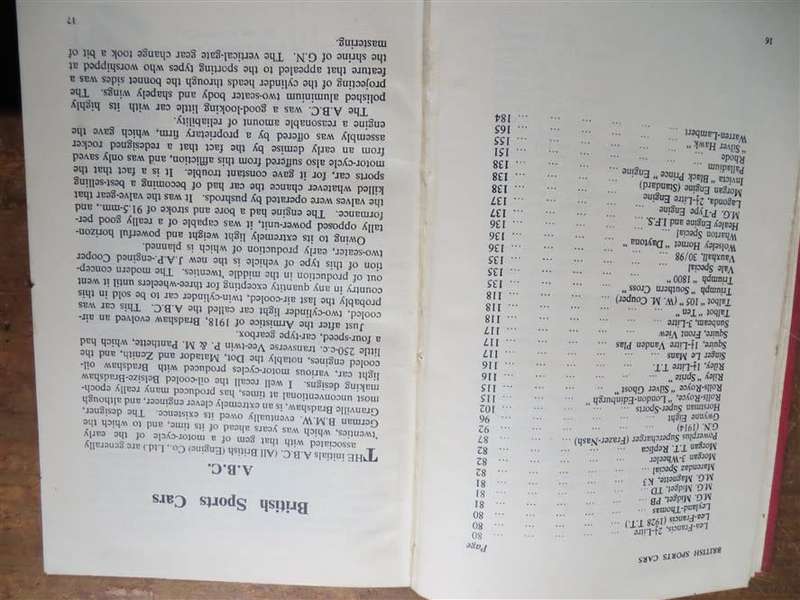 BRITISH SPORTS CARS
Page
Lea-Francis, 2½-Litre ... ... ... ... 80
Lea-Francis (1928 T.T.) ... ... ... ... 80
Leyland-Thomas ... ... ... ... 80
M.G. Midget, PB ... ... ... ... 81
M.G. Midget, TD ... ... ... ... 81
M.G. Magnette, K3 ... ... ... ... 81
Marendaz Special ... ... ... ... 82
Morgan 3-Wheeler ... ... ... ... 82
Morgan T.T. Replica ... ... ... ... 82
Powerplus Supercharger (Frazer-Nash) ... ... ... 87
G.N. (1914) ... ... ... ... 92
Gwynne Eight ... ... ... ... 96
Horstman Super-Sports ... ... ... ... 102
Rolls-Royce, "London-Edinburgh" ... ... ... 115
Rolls-Royce "Silver Ghost" ... ... ... 115
Riley "Sprite" ... ... ... ... 116
Riley, 1½-Litre T.T. ... ... ... ... 116
Singer Le Mans ... ... ... ... 117
Squire, 1½-Litre Vanden Plas ... ... ... 117
Squire, Front View ... ... ... ... 117
Sunbeam, 3-Litre ... ... ... ... 118
Talbot "Ten" ... ... ... ... 118
Talbot "105" (W. M. Couper) ... ... ... 118
Triumph "Southern Cross" ... ... ... 135
Triumph "1800" ... ... ... ... 135
Vale Special ... ... ... ... 135
Vauxhall, 30/98 ... ... ... ... 136
Wolseley Hornet "Daytona" ... ... ... 136
Wharton Special ... ... ... ... 136
Healey Engine and I.F.S. ... ... ... 137
M.G. P-Type Engine ... ... ... ... 137
Lagonda, 2½-Litre Engine ... ... ... 138
Morgan Engine (Standard) ... ... ... 138
Invicta "Black Prince" Engine ... ... ... 138
Palladium ... ... ... ... 151
Rhode ... ... ... ... 155
"Silver Hawk" ... ... ... ... 165
Warren-Lambert ... ... ... ... 184
16
British Sports Cars
A.B.C.
THE initials A.B.C. (All British (Engine) Co., Ltd.) are generally
associated with that gem of a motor-cycle of the early
twenties, which was years ahead of its time, and to which the
German B.M.W. eventually owed its existence. The designer,
Granville Bradshaw, is an extremely clever engineer, and although
most unconventional at times, has produced many really epoch-
making designs. I well recall the oil-cooled Belsize-Bradshaw
light car, various motor-cycles produced with Bradshaw oil-
cooled engines, notably the Dot, Matador and Zenith, and the
little 250-c.c. transverse Vee-twin P. & M. Panthette, which had
a four-speed, car-type gearbox.
Just after the Armistice of 1918, Bradshaw evolved an air-
cooled, two-cylinder light car called the A.B.C. This car was
probably the last air-cooled, twin-cylinder car to be sold in this
country in any quantity excepting for three-wheelers until it went
out of production in the middle twenties. The modern concep-
tion of this type of vehicle is the new J.A.P.-engined Cooper
two-seater, early production of which is planned.
Owing to its extremely light weight and powerful horizon-
tally opposed power-unit, it was capable of a really good per-
formance. The engine had a bore and stroke of 91.5-mm., and
the valves were operated by pushrods. It was the valve-gear that
killed whatever chance the car had of becoming a best-selling
sports car, for it gave constant trouble. It is a fact that the
motor-cycle also suffered from this affliction, and was only saved
from an early demise by the fact that a redesigned rocker
assembly was offered by a proprietary firm, which gave the
engine a reasonable amount of reliability.
The A.B.C. was a good-looking little car with its highly
polished aluminium two-seater body and shapely wings. The
projecting of the cylinder heads through the bonnet sides was a
feature that appealed to the sporting types who worshipped at
the shrine of G.N. The vertical-gate gear change took a bit of
mastering.
17